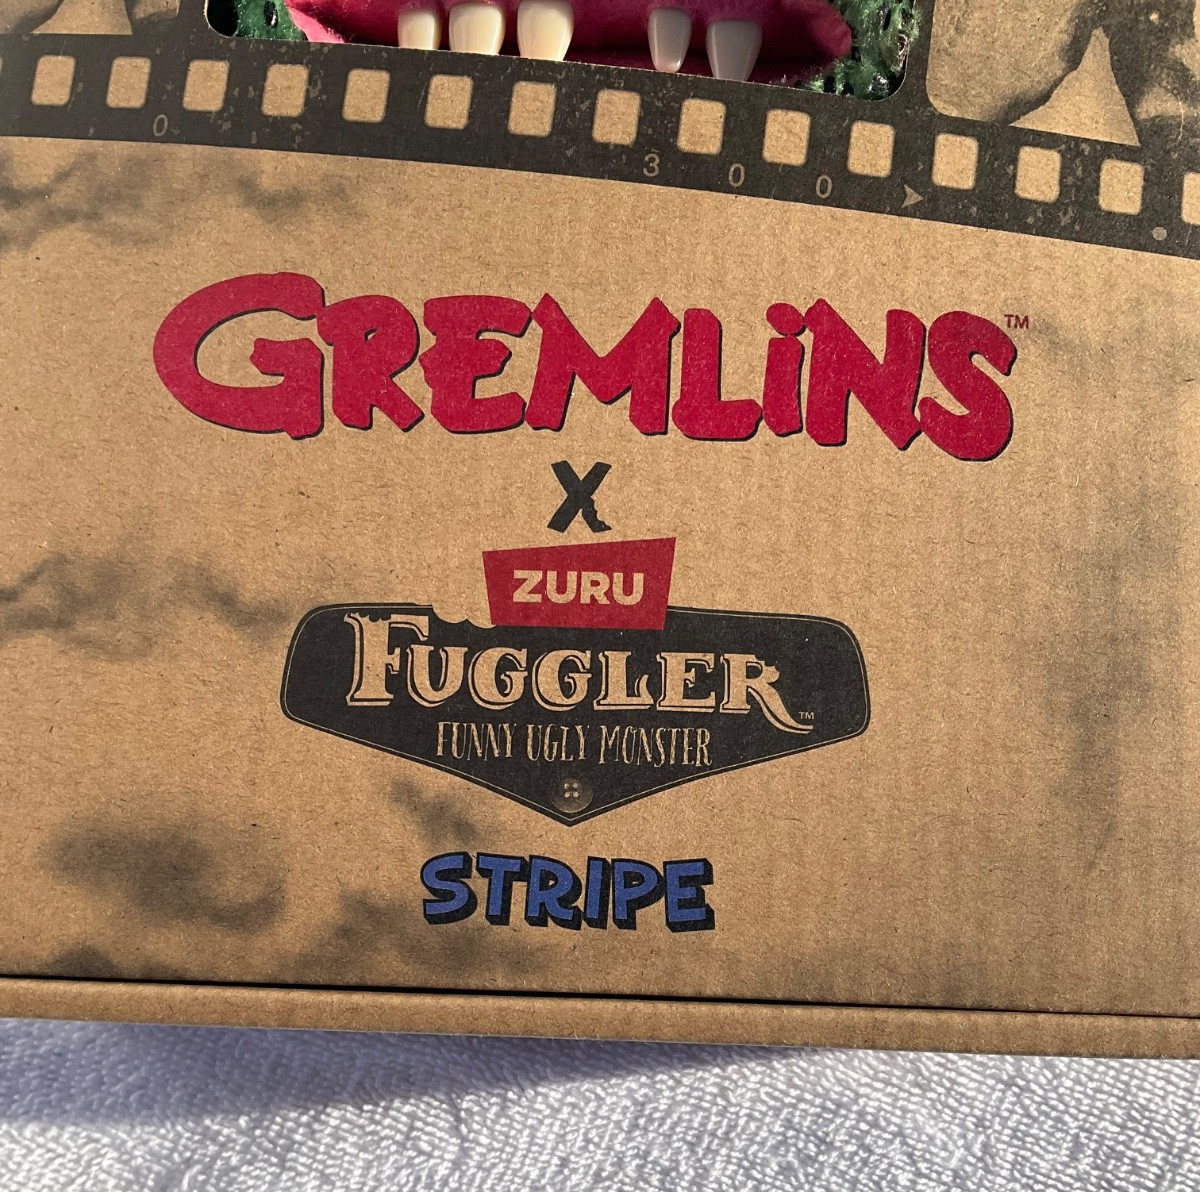 0
3 0 0
GREMLiNS™
X
ZURU
FUGGLER™
FUNNY UGLY MONSTER
STRIPE